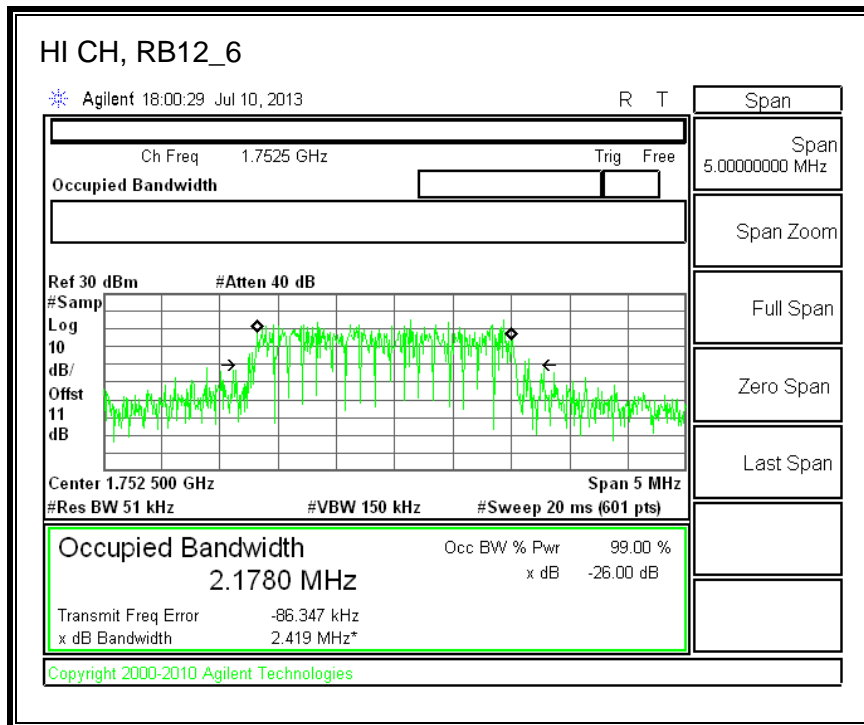 HI CH, RB12_6
Agilent 18:00:29 Jul 10, 2013 R T
Span
Ch Freq 1.7525 GHz Trig Free
Occupied Bandwidth
Span
5.00000000 MHz
Span Zoom
Full Span
Zero Span
Last Span
Ref 30 dBm #Atten 40 dB
#Samp
Log
10
dB/
Offst
11
dB
Center 1.752 500 GHz Span 5 MHz
#Res BW 51 kHz #VBW 150 kHz #Sweep 20 ms (601 pts)
Occupied Bandwidth
2.1780 MHz
Occ BW % Pwr 99.00 %
x dB -26.00 dB
Transmit Freq Error -86.347 kHz
x dB Bandwidth 2.419 MHz*
Copyright 2000-2010 Agilent Technologies